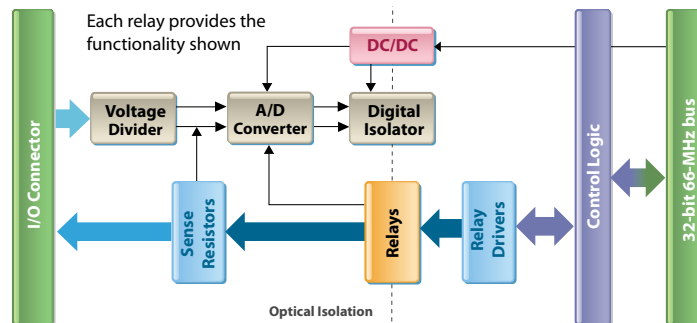 Each relay provides the
functionality shown
DC/DC
Voltage
Divider
A/D
Converter
Digital
Isolator
I/O Connector
Sense
Resistors
Relays
Relay
Drivers
Control Logic
32-bit 66-MHz bus
Optical Isolation